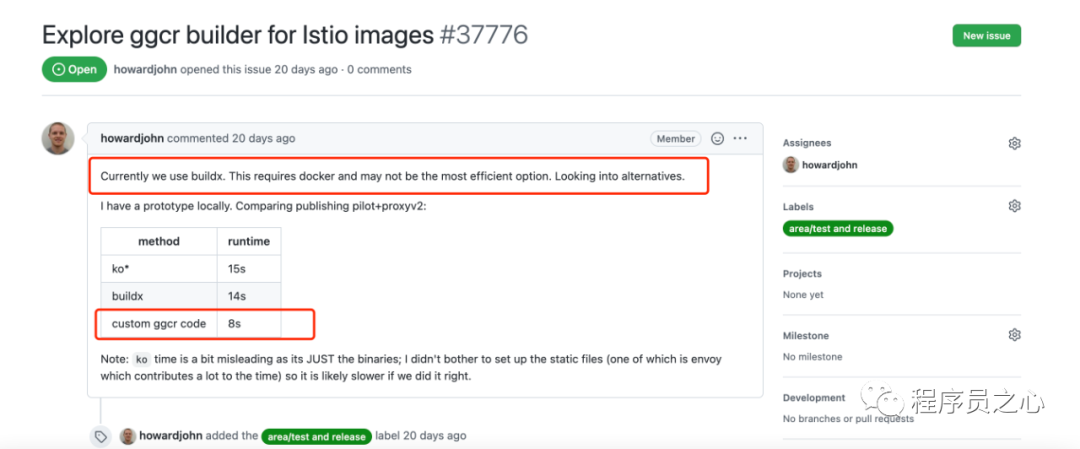 Explore ggcr builder for Istio images #37776
New issue
Open howardjohn opened this issue 20 days ago · 0 comments
howardjohn commented 20 days ago
Member
Currently we use buildx. This requires docker and may not be the most efficient option. Looking into alternatives.
I have a prototype locally. Comparing publishing pilot+proxyv2:
method runtime
ko* 15s
buildx 14s
custom ggcr code 8s
Note: ko time is a bit misleading as its JUST the binaries; I didn't bother to set up the static files (one of which is envoy
which contributes a lot to the time) so it is likely slower if we did it right.
howardjohn added the area/test and release label 20 days ago
Assignees
howardjohn
Labels
area/test and release
Projects
None yet
Milestone
No milestone
Development
No branches or pull requests
程序员之心